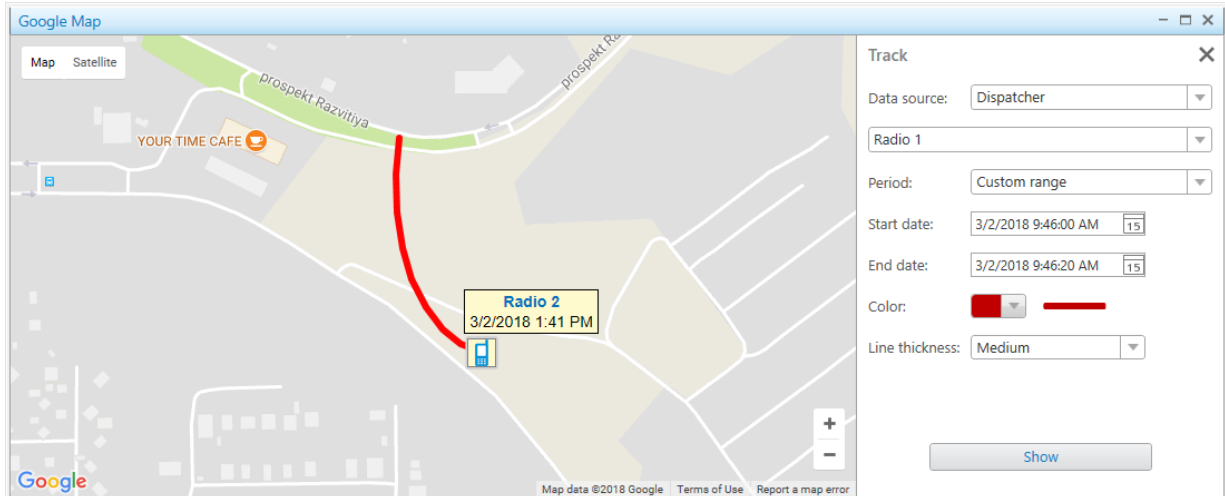 Google Map
Map Satellite
prospekt Razvitiya
prospekt Ra
YOUR TIME CAFE
Radio 2
3/2/2018 1:41 PM
+
−
Google
Map data ©2018 Google Terms of Use Report a map error
Track
Data source: Dispatcher
Radio 1
Period: Custom range
Start date: 3/2/2018 9:46:00 AM 15
End date: 3/2/2018 9:46:20 AM 15
Color:
Line thickness: Medium
Show